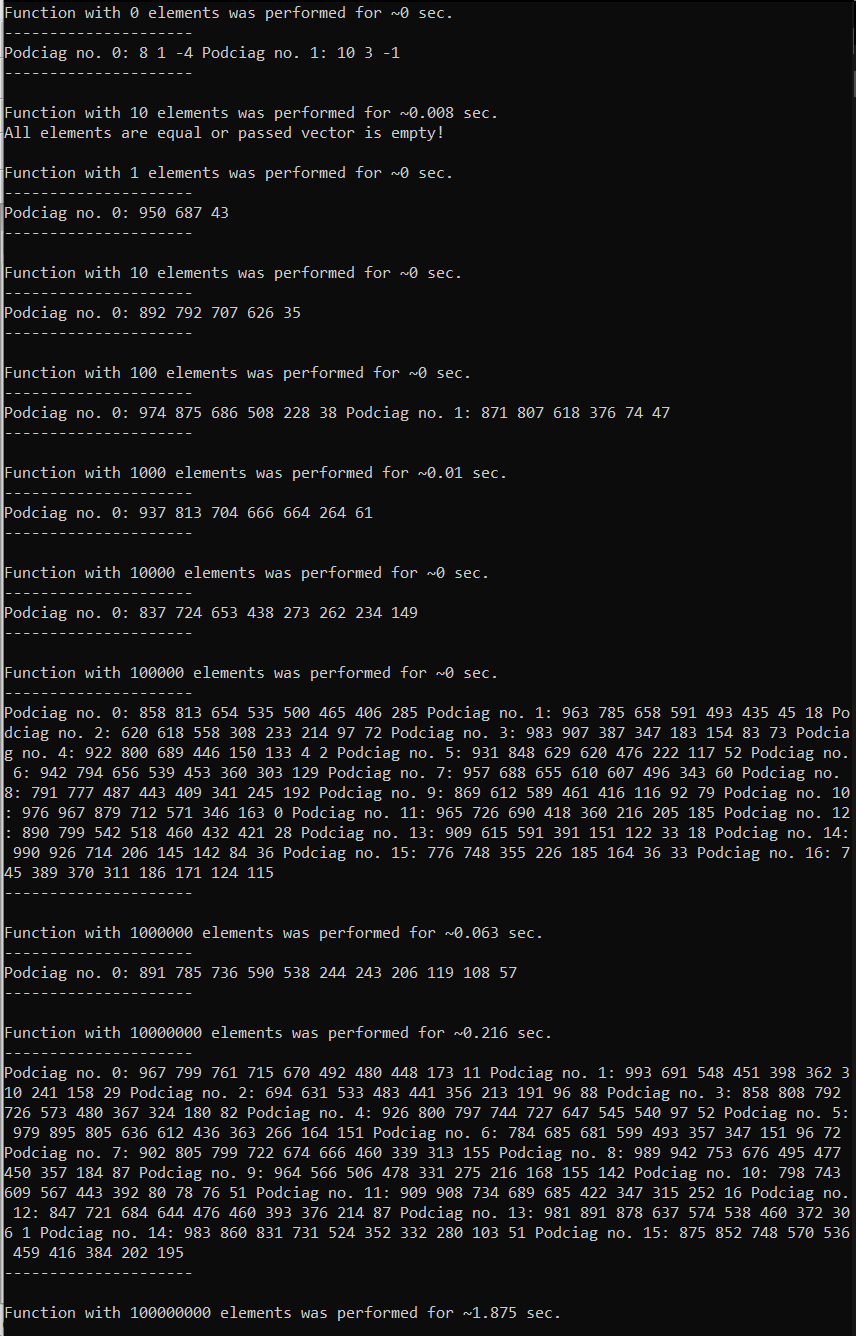 Function with 0 elements was performed for ~0 sec.
---------------------
Podciag no. 0: 8 1 -4 Podciag no. 1: 10 3 -1
---------------------
Function with 10 elements was performed for ~0.008 sec.
All elements are equal or passed vector is empty!
Function with 1 elements was performed for ~0 sec.
---------------------
Podciag no. 0: 950 687 43
---------------------
Function with 10 elements was performed for ~0 sec.
---------------------
Podciag no. 0: 892 792 707 626 35
---------------------
Function with 100 elements was performed for ~0 sec.
---------------------
Podciag no. 0: 974 875 686 508 228 38 Podciag no. 1: 871 807 618 376 74 47
---------------------
Function with 1000 elements was performed for ~0.01 sec.
---------------------
Podciag no. 0: 937 813 704 666 664 264 61
---------------------
Function with 10000 elements was performed for ~0 sec.
---------------------
Podciag no. 0: 837 724 653 438 273 262 234 149
---------------------
Function with 100000 elements was performed for ~0 sec.
---------------------
Podciag no. 0: 858 813 654 535 500 465 406 285 Podciag no. 1: 963 785 658 591 493 435 45 18 Po
dciag no. 2: 620 618 558 308 233 214 97 72 Podciag no. 3: 983 907 387 347 183 154 83 73 Podcia
g no. 4: 922 800 689 446 150 133 4 2 Podciag no. 5: 931 848 629 620 476 222 117 52 Podciag no.
 6: 942 794 656 539 453 360 303 129 Podciag no. 7: 957 688 655 610 607 496 343 60 Podciag no.
8: 791 777 487 443 409 341 245 192 Podciag no. 9: 869 612 589 461 416 116 92 79 Podciag no. 10
: 976 967 879 712 571 346 163 0 Podciag no. 11: 965 726 690 418 360 216 205 185 Podciag no. 12
: 890 799 542 518 460 432 421 28 Podciag no. 13: 909 615 591 391 151 122 33 18 Podciag no. 14:
 990 926 714 206 145 142 84 36 Podciag no. 15: 776 748 355 226 185 164 36 33 Podciag no. 16: 7
45 389 370 311 186 171 124 115
---------------------
Function with 1000000 elements was performed for ~0.063 sec.
---------------------
Podciag no. 0: 891 785 736 590 538 244 243 206 119 108 57
---------------------
Function with 10000000 elements was performed for ~0.216 sec.
---------------------
Podciag no. 0: 967 799 761 715 670 492 480 448 173 11 Podciag no. 1: 993 691 548 451 398 362 3
10 241 158 29 Podciag no. 2: 694 631 533 483 441 356 213 191 96 88 Podciag no. 3: 858 808 792
726 573 480 367 324 180 82 Podciag no. 4: 926 800 797 744 727 647 545 540 97 52 Podciag no. 5:
 979 895 805 636 612 436 363 266 164 151 Podciag no. 6: 784 685 681 599 493 357 347 151 96 72
Podciag no. 7: 902 805 799 722 674 666 460 339 313 155 Podciag no. 8: 989 942 753 676 495 477
450 357 184 87 Podciag no. 9: 964 566 506 478 331 275 216 168 155 142 Podciag no. 10: 798 743
609 567 443 392 80 78 76 51 Podciag no. 11: 909 908 734 689 685 422 347 315 252 16 Podciag no.
 12: 847 721 684 644 476 460 393 376 214 87 Podciag no. 13: 981 891 878 637 574 538 460 372 30
6 1 Podciag no. 14: 983 860 831 731 524 352 332 280 103 51 Podciag no. 15: 875 852 748 570 536
 459 416 384 202 195
---------------------
Function with 100000000 elements was performed for ~1.875 sec.